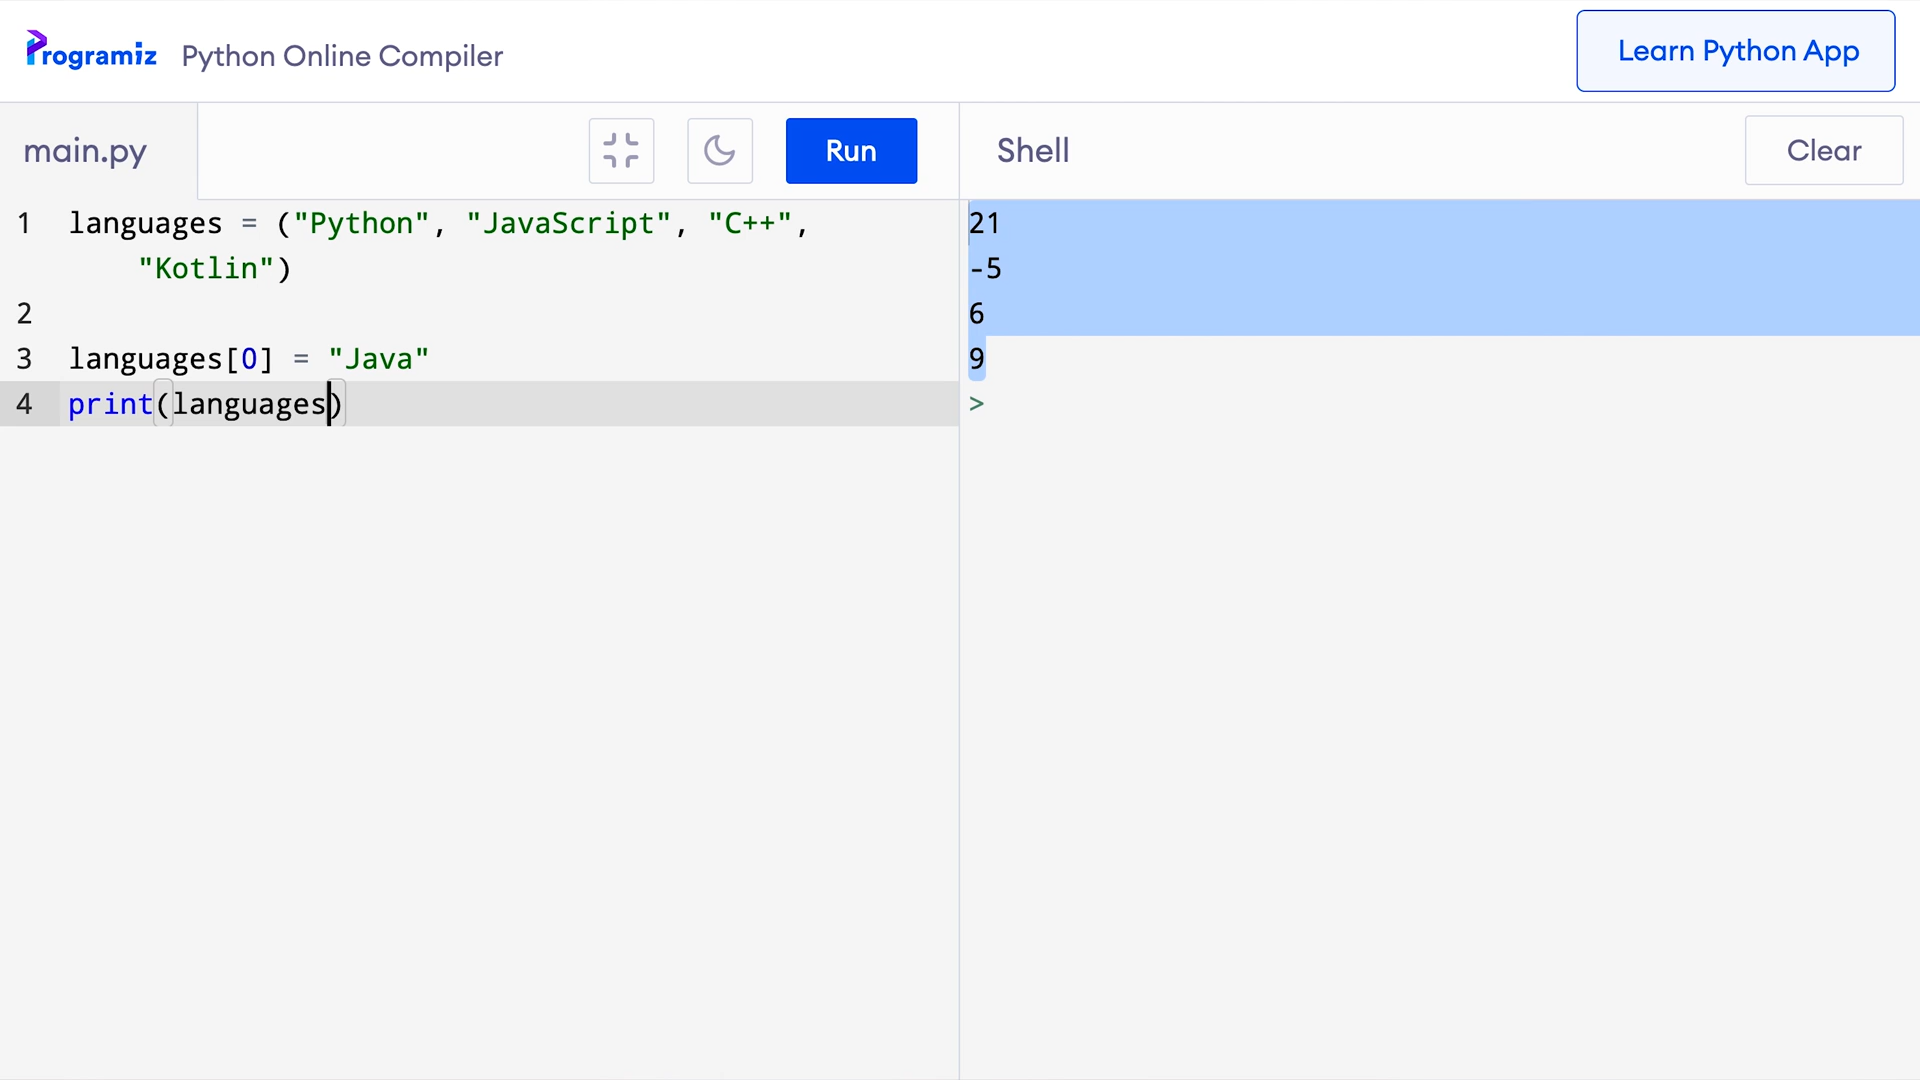 Programiz Python Online Compiler
Learn Python App
main.py
Run
Shell
Clear
1 languages = ("Python", "JavaScript", "C++",
"Kotlin")
2
3 languages[0] = "Java"
4 print(languages)
21
-5
6
9
>